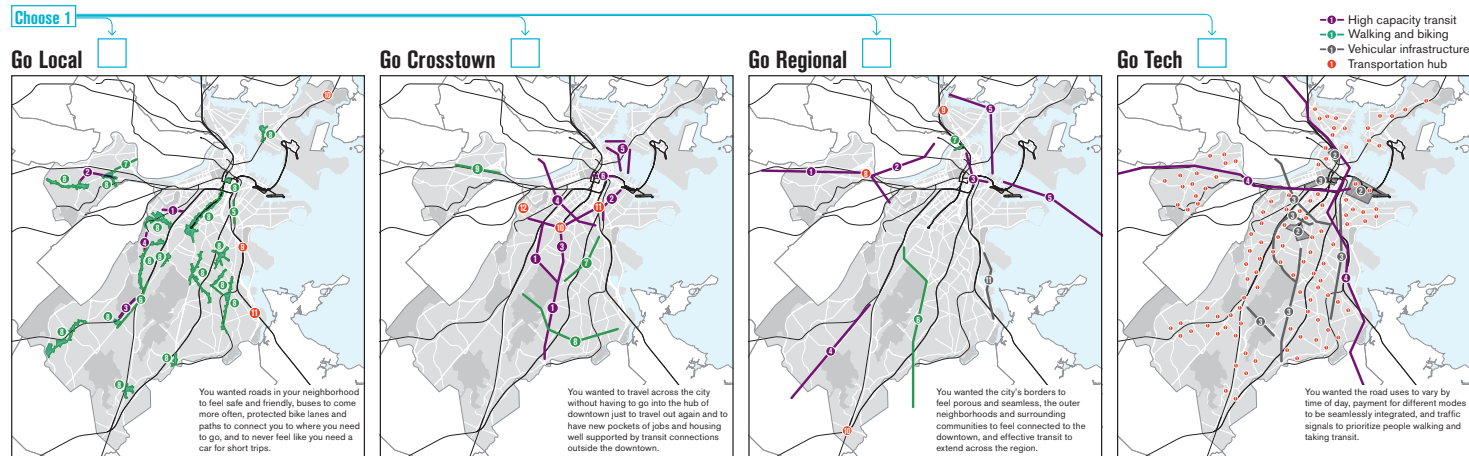 Choose 1
High capacity transit
Walking and biking
Vehicular infrastructure
Transportation hub
Go Local
Go Crosstown
Go Regional
Go Tech
You wanted roads in your neighborhood
to feel safe and friendly, buses to come
more often, protected bike lanes and
paths to connect you to where you need
to go, and to never feel like you need a
car for short trips.
You wanted to travel across the city
without having to go into the hub of
downtown just to travel out again and to
have new pockets of jobs and housing
well supported by transit connections
outside the downtown.
You wanted the city's borders to
feel porous and seamless, the outer
neighborhoods and surrounding
communities to feel connected to the
downtown, and effective transit to
extend across the region.
You wanted the road uses to vary by
time of day, payment for different modes
to be seamlessly integrated, and traffic
signals to prioritize people walking and
taking transit.